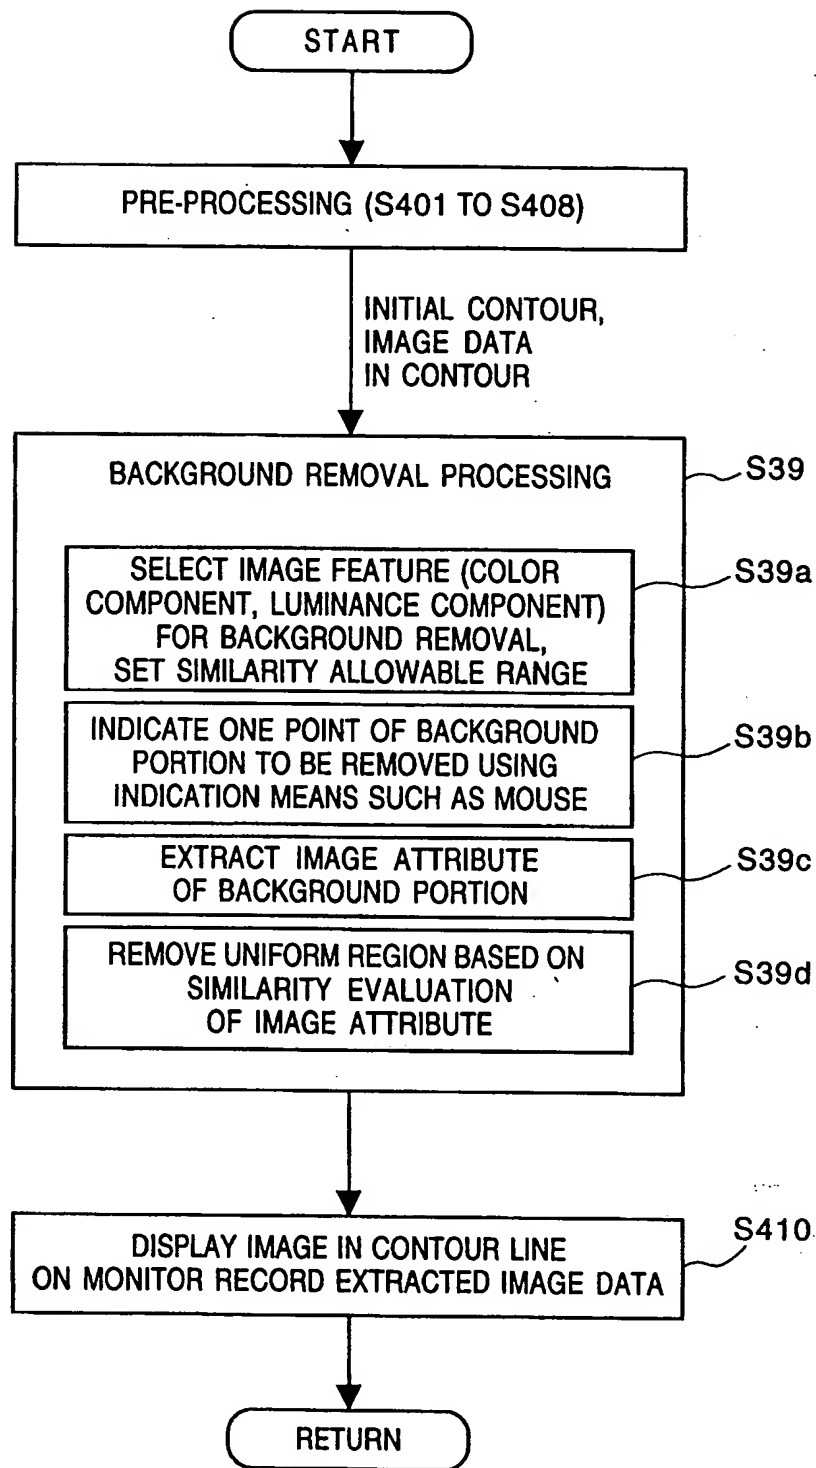 START
PRE-PROCESSING (S401 TO S408)
INITIAL CONTOUR,
IMAGE DATA
IN CONTOUR
BACKGROUND REMOVAL PROCESSING
S39
SELECT IMAGE FEATURE (COLOR
COMPONENT, LUMINANCE COMPONENT)
FOR BACKGROUND REMOVAL,
SET SIMILARITY ALLOWABLE RANGE
S39a
INDICATE ONE POINT OF BACKGROUND
PORTION TO BE REMOVED USING
INDICATION MEANS SUCH AS MOUSE
S39b
EXTRACT IMAGE ATTRIBUTE
OF BACKGROUND PORTION
S39c
REMOVE UNIFORM REGION BASED ON
SIMILARITY EVALUATION
OF IMAGE ATTRIBUTE
S39d
DISPLAY IMAGE IN CONTOUR LINE
ON MONITOR RECORD EXTRACTED IMAGE DATA
S410
RETURN